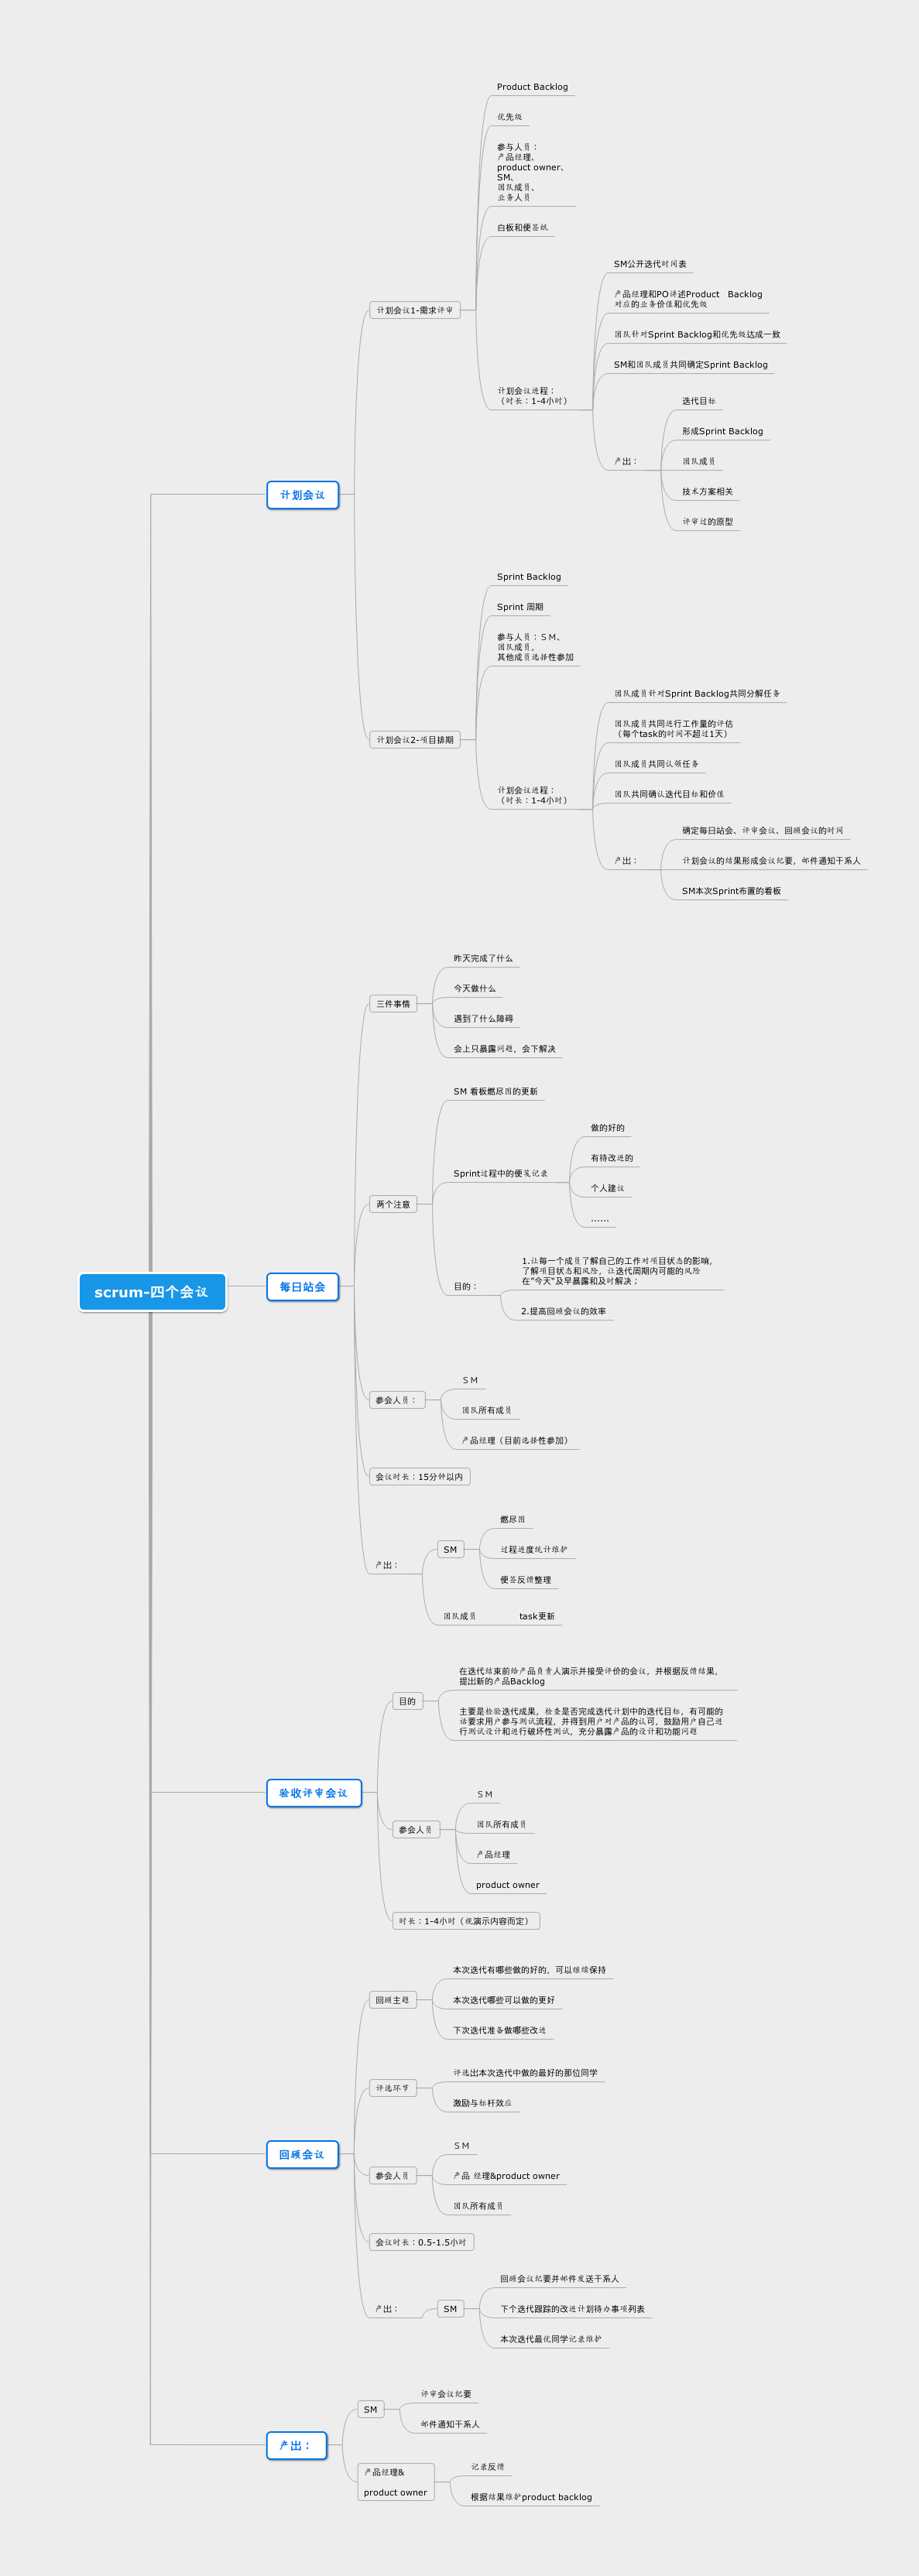 scrum-四个会议
计划会议
计划会议1-需求评审
Product Backlog
优先级
参与人员：
产品经理、
product owner、
SM、
团队成员、
业务人员
白板和便签纸
计划会议进程：
（时长：1-4小时）
SM公开迭代时间表
产品经理和PO讲述Product Backlog
对应的业务价值和优先级
团队针对Sprint Backlog和优先级达成一致
SM和团队成员共同确定Sprint Backlog
产出：
迭代目标
形成Sprint Backlog
团队成员
技术方案相关
评审过的原型
计划会议2-项目排期
Sprint Backlog
Sprint 周期
参与人员：ＳＭ、
团队成员，
其他成员选择性参加
计划会议进程：
（时长：1-4小时）
团队成员针对Sprint Backlog共同分解任务
团队成员共同进行工作量的评估
（每个task的时间不超过1天）
团队成员共同认领任务
团队共同确认迭代目标和价值
产出：
确定每日站会、评审会议、回顾会议的时间
计划会议的结果形成会议纪要，邮件通知干系人
SM本次Sprint布置的看板
每日站会
三件事情
昨天完成了什么
今天做什么
遇到了什么障碍
会上只暴露问题，会下解决
两个注意
SM 看板燃尽图的更新
Sprint过程中的便笺记录
做的好的
有待改进的
个人建议
……
目的：
1.让每一个成员了解自己的工作对项目状态的影响，
了解项目状态和风险，让迭代周期内可能的风险
在"今天"及早暴露和及时解决；
2.提高回顾会议的效率
参会人员：
ＳＭ
团队所有成员
产品经理（目前选择性参加）
会议时长：15分钟以内
产出：
SM
燃尽图
过程进度统计维护
便签反馈整理
团队成员
task更新
验收评审会议
目的
在迭代结束前给产品负责人演示并接受评价的会议，并根据反馈结果，
提出新的产品Backlog
主要是检验迭代成果，检查是否完成迭代计划中的迭代目标，有可能的
话要求用户参与测试流程，并得到用户对产品的认可，鼓励用户自己进
行测试设计和进行破坏性测试，充分暴露产品的设计和功能问题
参会人员
ＳＭ
团队所有成员
产品经理
product owner
时长：1-4小时（视演示内容而定）
回顾会议
回顾主题
本次迭代有哪些做的好的，可以继续保持
本次迭代哪些可以做的更好
下次迭代准备做哪些改进
评选环节
评选出本次迭代中做的最好的那位同学
激励与标杆效应
参会人员
ＳＭ
产品 经理&product owner
团队所有成员
会议时长：0.5-1.5小时
产出：
SM
回顾会议纪要并邮件发送干系人
下个迭代跟踪的改进计划待办事项列表
本次迭代最优同学记录维护
产出：
SM
评审会议纪要
邮件通知干系人
产品经理&
product owner
记录反馈
根据结果维护product backlog